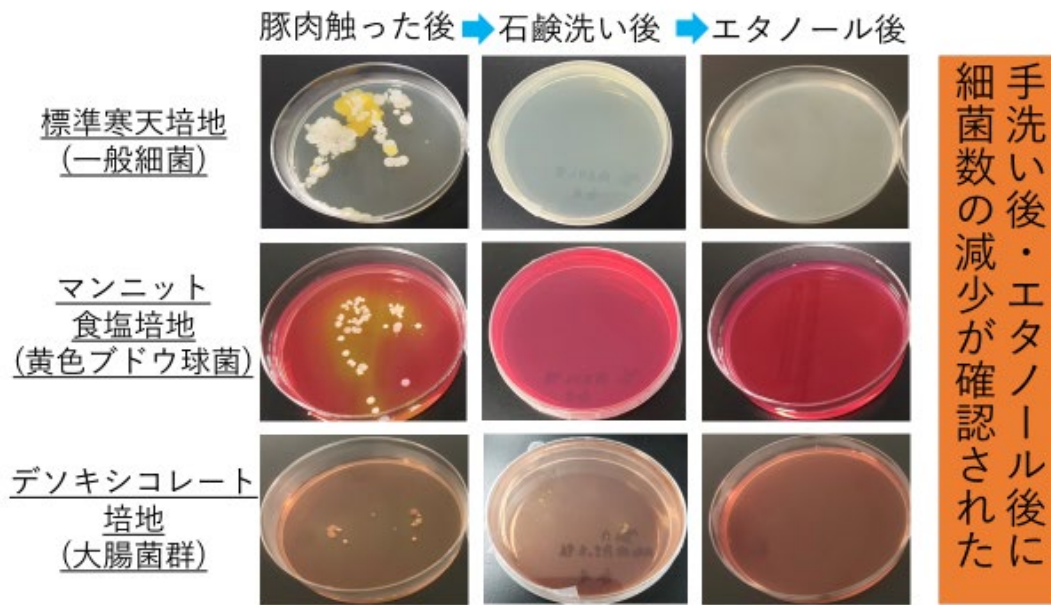 豚肉触った後➡石鹸洗い後➡エタノール後
標準寒天培地
(一般細菌)
マンニット
食塩培地
(黄色ブドウ球菌)
デソキシコレート
培地
(大腸菌群)
手洗い後・エタノール後に
細菌数の減少が確認された